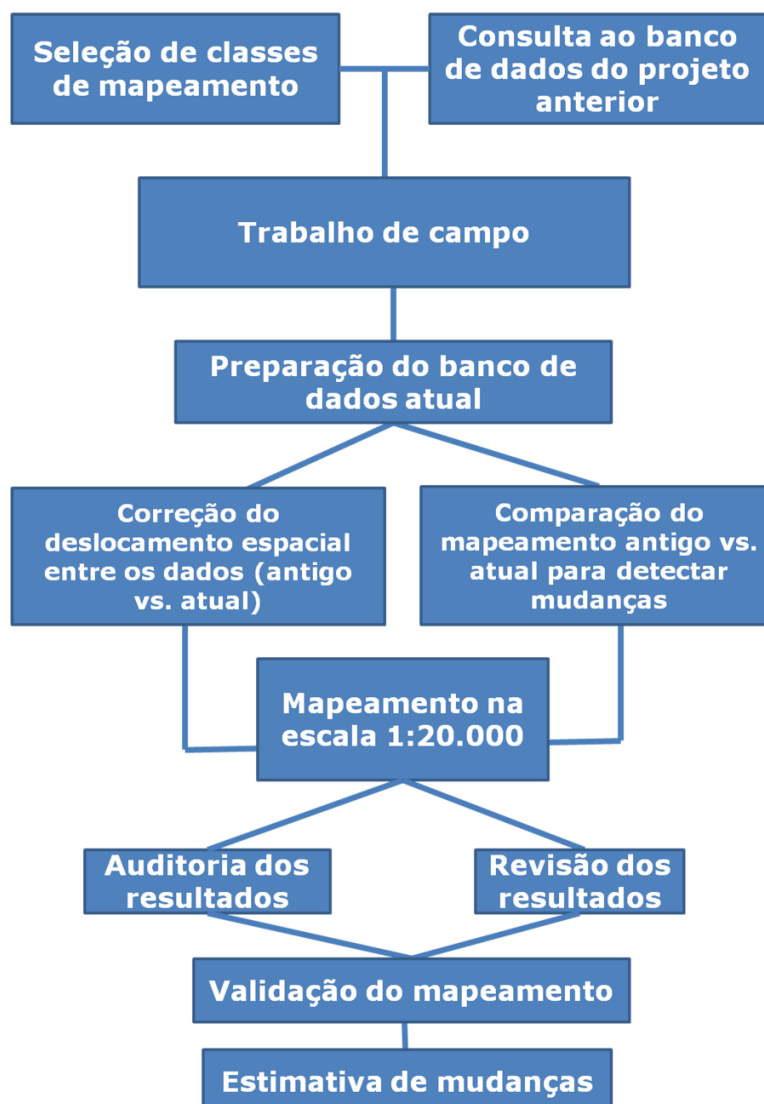 Seleção de classes
de mapeamento
Consulta ao banco
de dados do projeto
anterior
Trabalho de campo
Preparação do banco de
dados atual
Correção do
deslocamento espacial
entre os dados (antigo
vs. atual)
Comparação do
mapeamento antigo vs.
atual para detectar
mudanças
Mapeamento na
escala 1:20.000
Auditoria dos
resultados
Revisão dos
resultados
Validação do mapeamento
Estimativa de mudanças